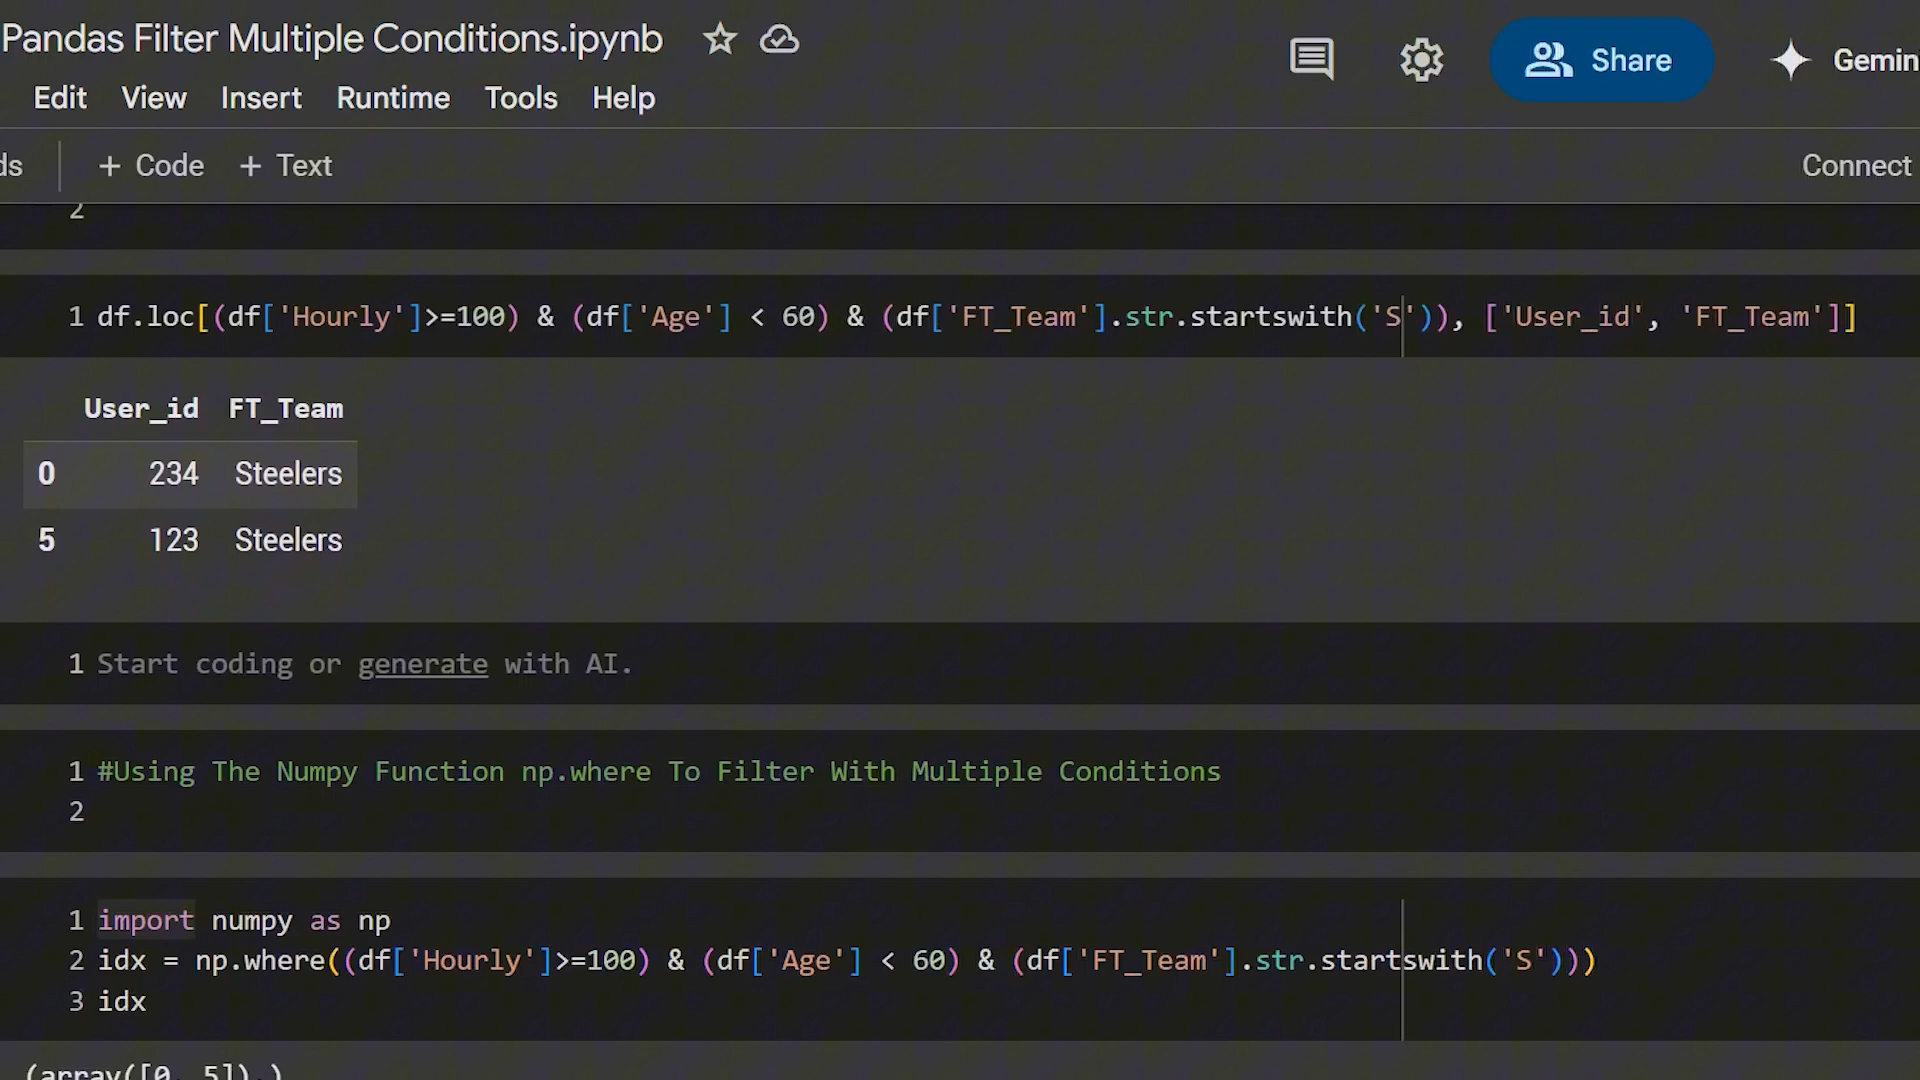 Pandas Filter Multiple Conditions.ipynb
Share
Gemin
Edit View Insert Runtime Tools Help
ds
+ Code + Text
Connect
2
1 df.loc[(df['Hourly']>=100) & (df['Age'] < 60) & (df['FT_Team'].str.startswith('S')), ['User_id', 'FT_Team']]
User_id FT_Team
0 234 Steelers
5 123 Steelers
1 Start coding or generate with AI.
1 #Using The Numpy Function np.where To Filter With Multiple Conditions
2
1 import numpy as np
2 idx = np.where((df['Hourly']>=100) & (df['Age'] < 60) & (df['FT_Team'].str.startswith('S')))
3 idx
(array([0, 5]),)